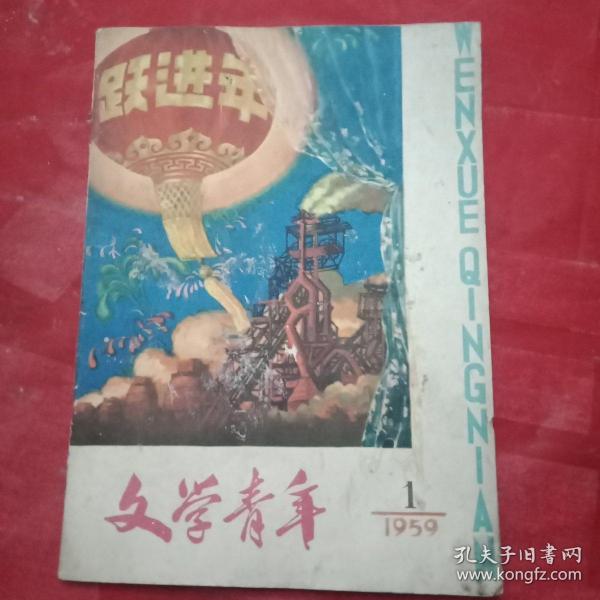 跃进年
WENXUE QINGNIAN
文学青年
1
1959
孔夫子旧书网
www.kongfz.com